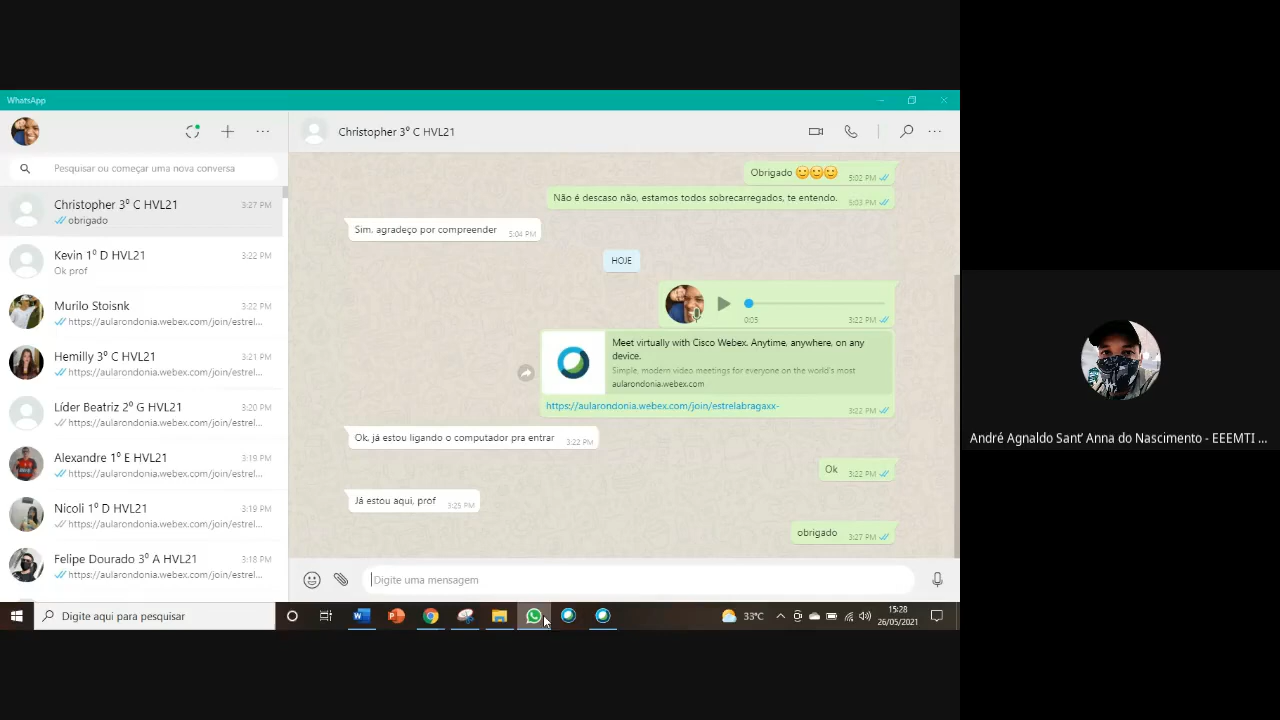 WhatsApp
Christopher 3º C HVL21
Pesquisar ou começar uma nova conversa
Christopher 3º C HVL21 3:27 PM
obrigado
Kevin 1º D HVL21 3:22 PM
Ok prof
Murilo Stoisnk 3:22 PM
https://aularondonia.webex.com/join/estrel...
Hemilly 3º C HVL21 3:21 PM
https://aularondonia.webex.com/join/estrel...
Líder Beatriz 2º G HVL21 3:20 PM
https://aularondonia.webex.com/join/estrel...
Alexandre 1º E HVL21 3:19 PM
https://aularondonia.webex.com/join/estrel...
Nicoli 1º D HVL21 3:19 PM
https://aularondonia.webex.com/join/estrel...
Felipe Dourado 3º A HVL21 3:18 PM
https://aularondonia.webex.com/join/estrel...
Obrigado 😊😊😊 5:02 PM
Não é descaso não, estamos todos sobrecarregados, te entendo. 5:03 PM
Sim, agradeço por compreender 5:04 PM
HOJE
0:05 3:22 PM
Meet virtually with Cisco Webex. Anytime, anywhere, on any
device.
Simple, modern video meetings for everyone on the world's most
aularondonia.webex.com
https://aularondonia.webex.com/join/estrelabragaxx- 3:22 PM
Ok, já estou ligando o computador pra entrar 3:22 PM
Ok 3:22 PM
Já estou aqui, prof 3:25 PM
obrigado 3:27 PM
Digite uma mensagem
Digite aqui para pesquisar
33°C
15:28
26/05/2021
André Agnaldo Sant' Anna do Nascimento - EEEMTI ...